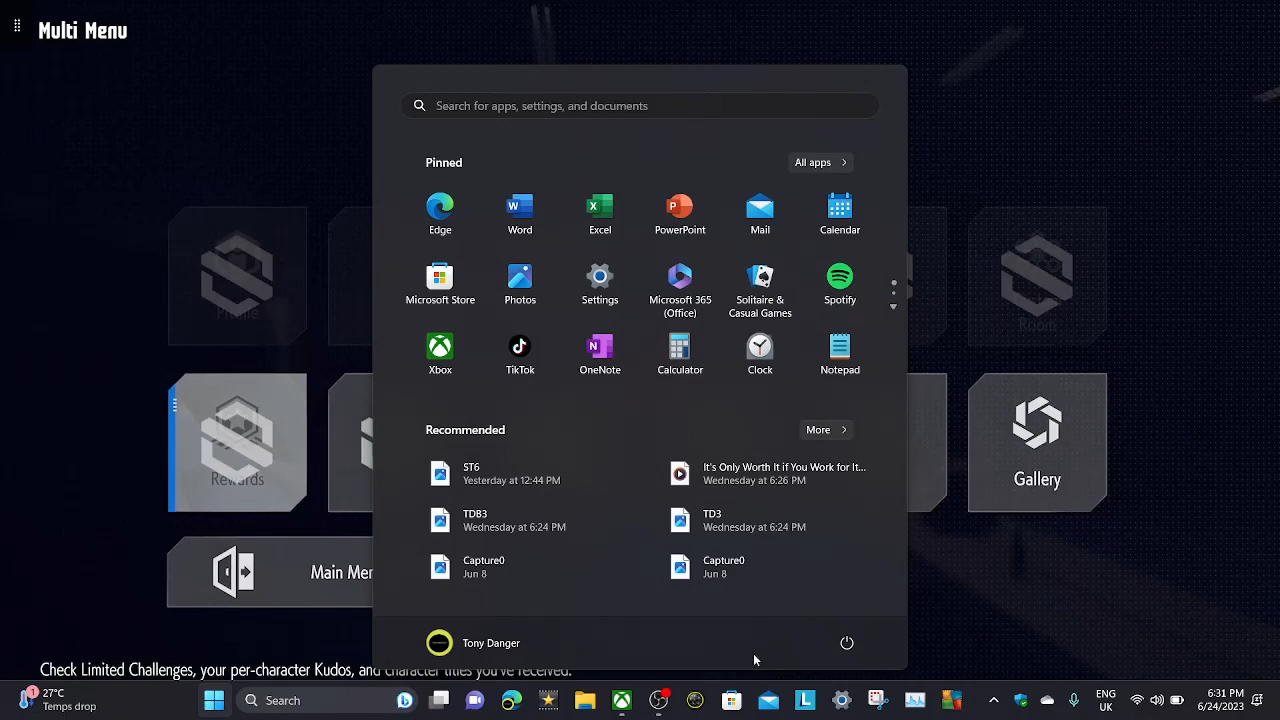 Multi Menu
Search for apps, settings, and documents
Pinned
All apps
Edge
Word
Excel
PowerPoint
Mail
Calendar
Microsoft Store
Photos
Settings
Microsoft 365
(Office)
Solitaire &
Casual Games
Spotify
Xbox
TikTok
OneNote
Calculator
Clock
Notepad
Profile
Room
Rewards
Gallery
Recommended
More
ST6
Yesterday at 12:44 PM
It's Only Worth It if You Work for It...
Wednesday at 6:26 PM
TDB3
Wednesday at 6:24 PM
TD3
Wednesday at 6:24 PM
Capture0
Jun 8
Capture0
Jun 8
Main Men
Tony Danger
Check Limited Challenges, your per-character Kudos, and character titles you've received.
1
27°C
Temps drop
Search
L
ENG
UK
6:31 PM
6/24/2023